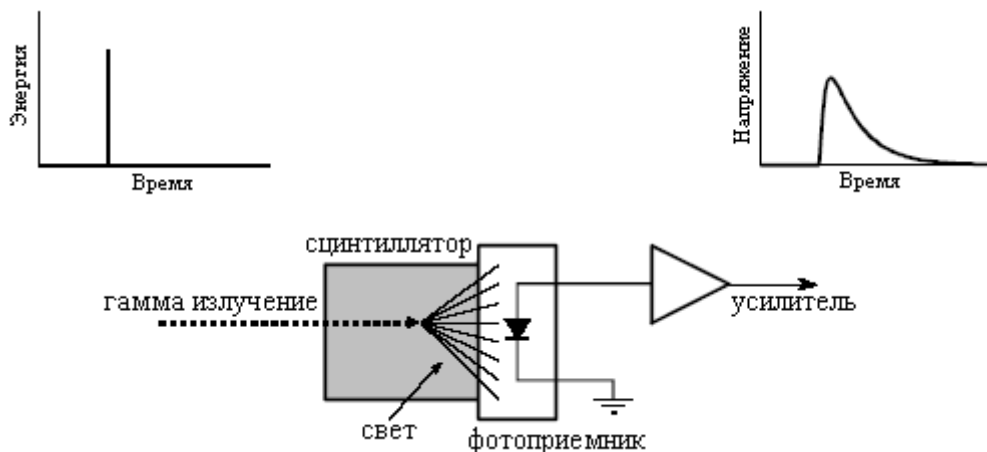 Энергия
Время
Напряжение
Время
сцинтиллятор
гамма излучение
усилитель
свет
фотоприемник